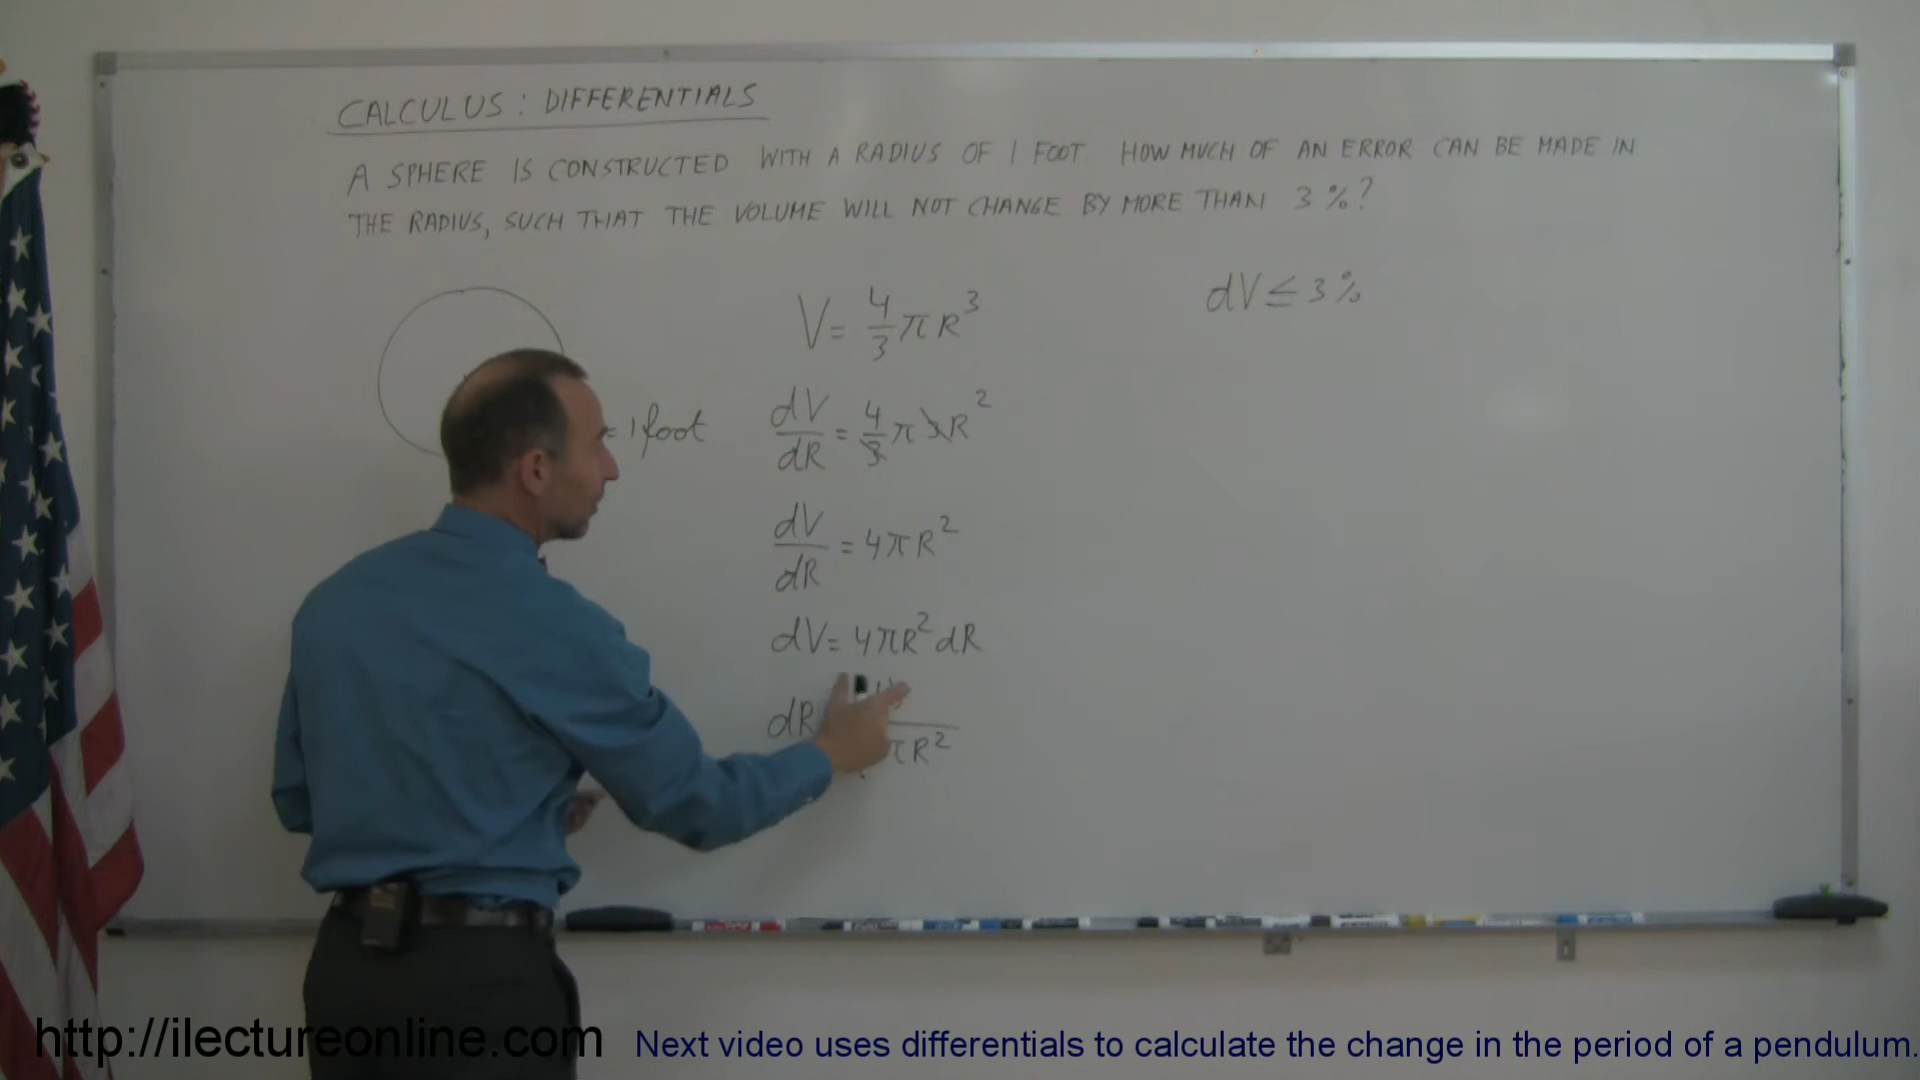 CALCULUS: DIFFERENTIALS
A SPHERE IS CONSTRUCTED WITH A RADIUS OF 1 FOOT HOW MUCH OF AN ERROR CAN BE MADE IN
THE RADIUS, SUCH THAT THE VOLUME WILL NOT CHANGE BY MORE THAN 3%?
= 1 foot
V = 4/3 πR³
dV/dR = 4/3 π3R²
dV/dR = 4πR²
dV = 4πR² dR
dR
πR²
dV ≤ 3%
http://ilectureonline.com
Next video uses differentials to calculate the change in the period of a pendulum.